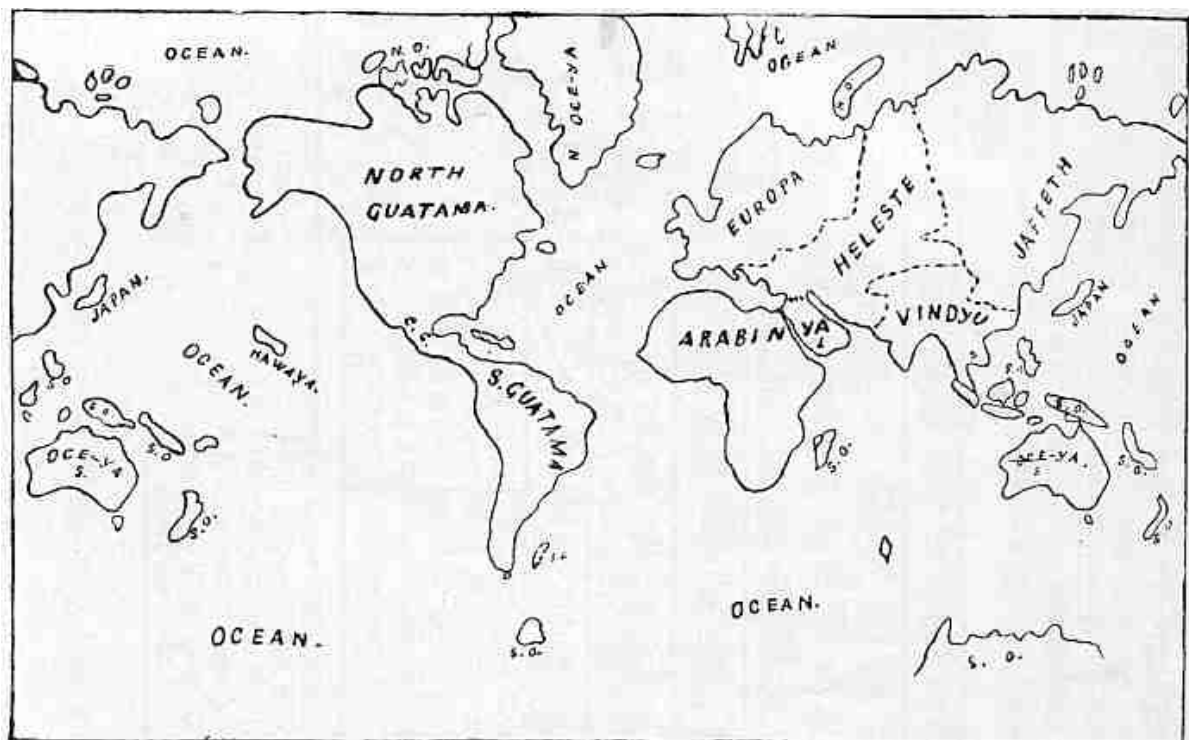 OCEAN.
N.O.
N OCE-YA
OCEAN
S.O.
NORTH
GUATAMA.
EUROPA
HELESTE
JAFFETH
JAPAN.
OCEAN
JAPAN
OCEAN
HAWAYA.
OCEAN.
ARABIN YA
VINDYU
S.O.
S.O.
S.GUATAMA
S.O.
S.O.
S.O.
OCE-YA
S.
OCE-YA.
S.
S.O.
S.O.
S.O.
S.O.
OCEAN.
OCEAN.
S.O.
S. O.